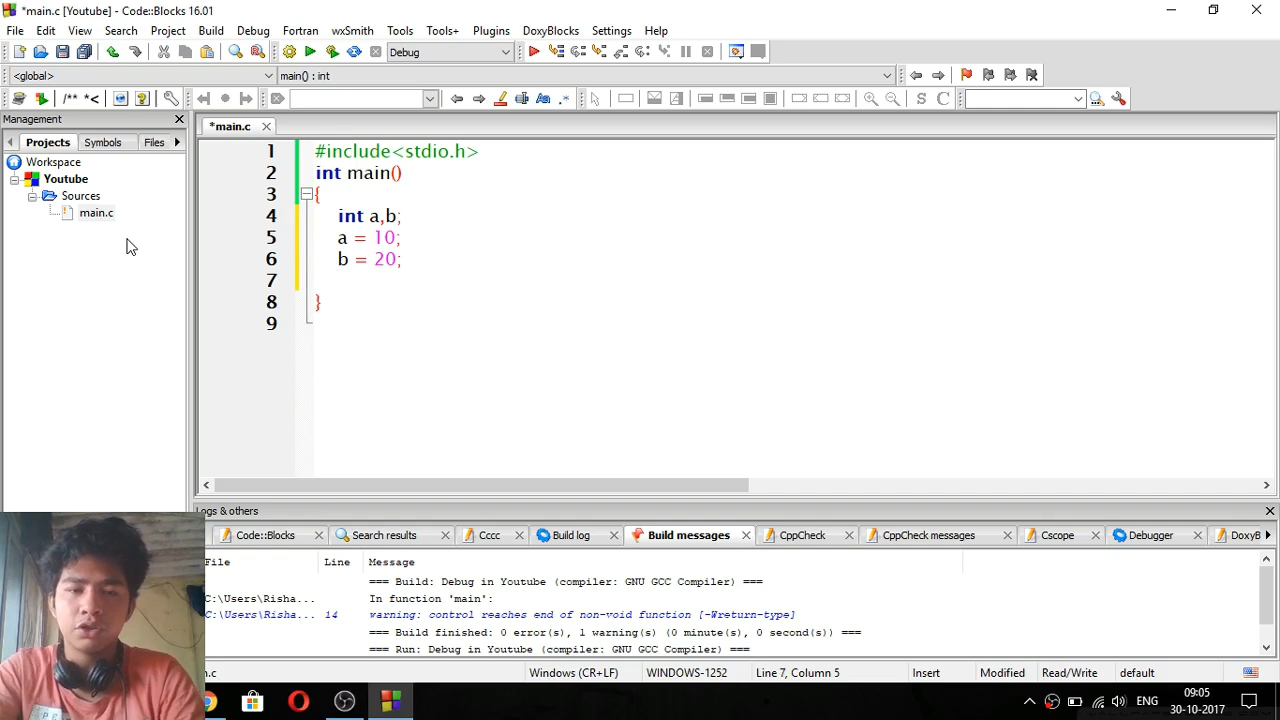 *main.c [Youtube] - Code::Blocks 16.01
File Edit View Search Project Build Debug Fortran wxSmith Tools Tools+ Plugins DoxyBlocks Settings Help
Debug
<global> main() : int
/** *< .* S C
Management
Projects Symbols Files
*main.c
Workspace
Youtube
Sources
main.c
1 #include<stdio.h>
2 int main()
3 {
4 int a,b;
5 a = 10;
6 b = 20;
7
8 }
9
Logs & others
Code::Blocks Search results Cccc Build log Build messages CppCheck CppCheck messages Cscope Debugger DoxyB
File Line Message
=== Build: Debug in Youtube (compiler: GNU GCC Compiler) ===
C:\Users\Risha... In function 'main':
C:\Users\Risha... 14 warning: control reaches end of non-void function [-Wreturn-type]
=== Build finished: 0 error(s), 1 warning(s) (0 minute(s), 0 second(s)) ===
=== Run: Debug in Youtube (compiler: GNU GCC Compiler) ===
.c Windows (CR+LF) WINDOWS-1252 Line 7, Column 5 Insert Modified Read/Write default
ENG 09:05
30-10-2017